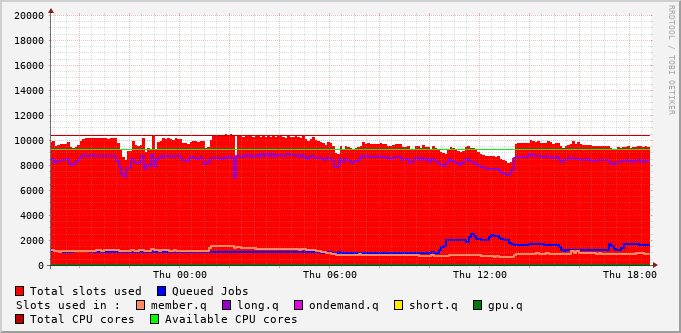 20000
18000
16000
14000
12000
10000
8000
6000
4000
2000
0
Thu 00:00 Thu 06:00 Thu 12:00 Thu 18:00
RRDTOOL / TOBI OETIKER
Total slots used Queued Jobs
Slots used in : member.q long.q ondemand.q short.q gpu.q
Total CPU cores Available CPU cores